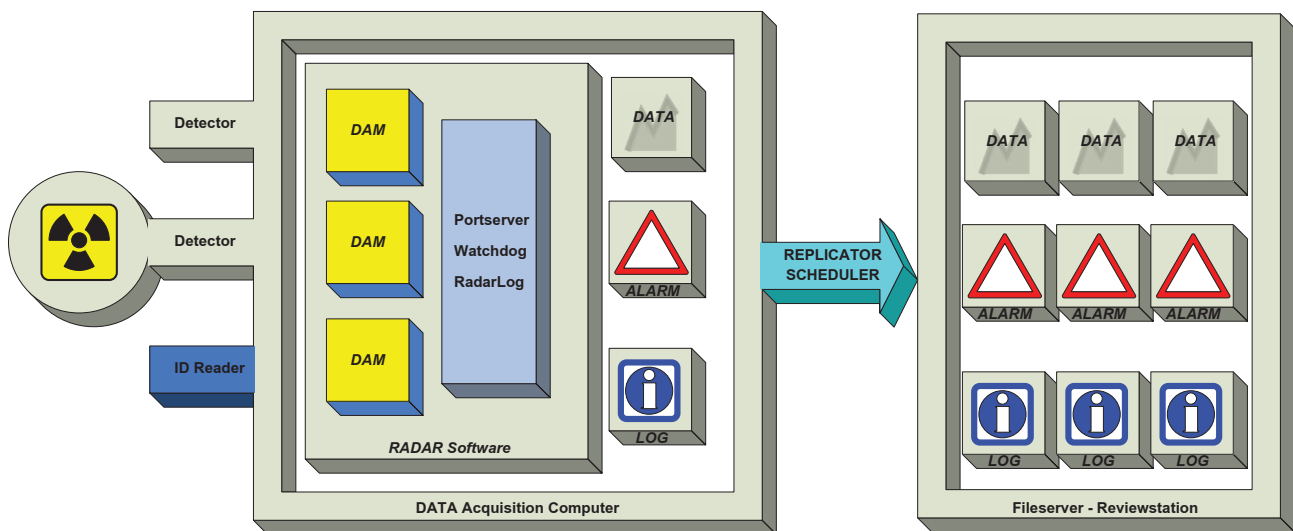 Detector
Detector
ID Reader
DAM
DAM
DAM
Portserver
Watchdog
RadarLog
RADAR Software
DATA
ALARM
LOG
DATA Acquisition Computer
REPLICATOR
SCHEDULER
DATA DATA DATA
ALARM ALARM ALARM
LOG LOG LOG
Fileserver - Reviewstation